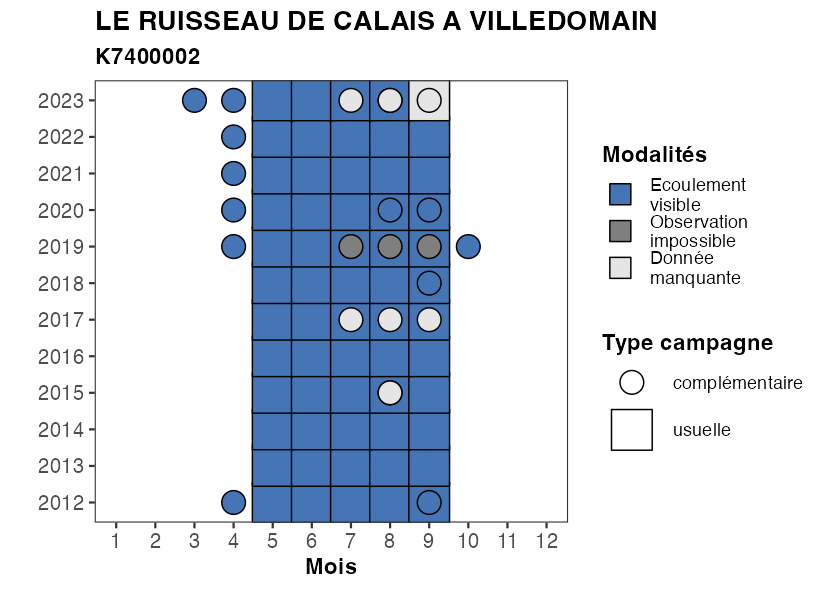 LE RUISSEAU DE CALAIS A VILLEDOMAIN
K7400002
2023
2022
2021
2020
2019
2018
2017
2016
2015
2014
2013
2012
1 2 3 4 5 6 7 8 9 10 11 12
Mois
Modalités
Ecoulement
visible
Observation
impossible
Donnée
manquante
Type campagne
complémentaire
usuelle